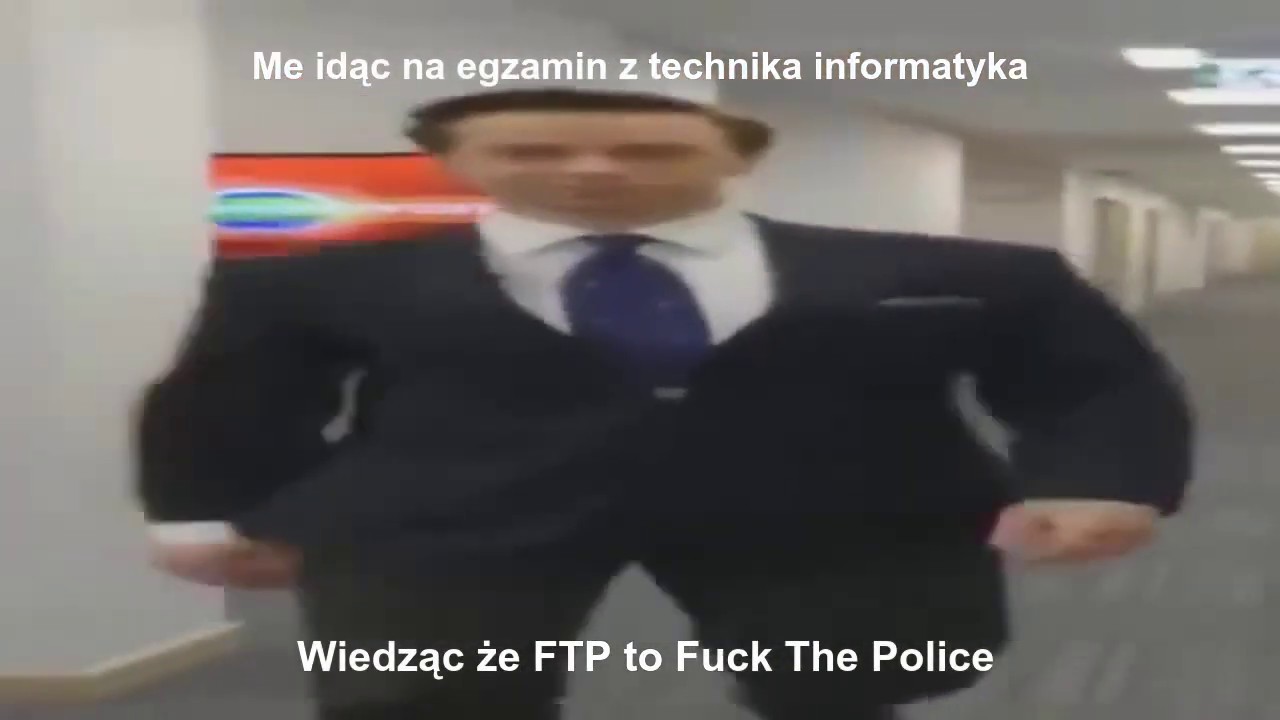 Me idąc na egzamin z technika informatyka
Wiedząc że FTP to Fuck The Police